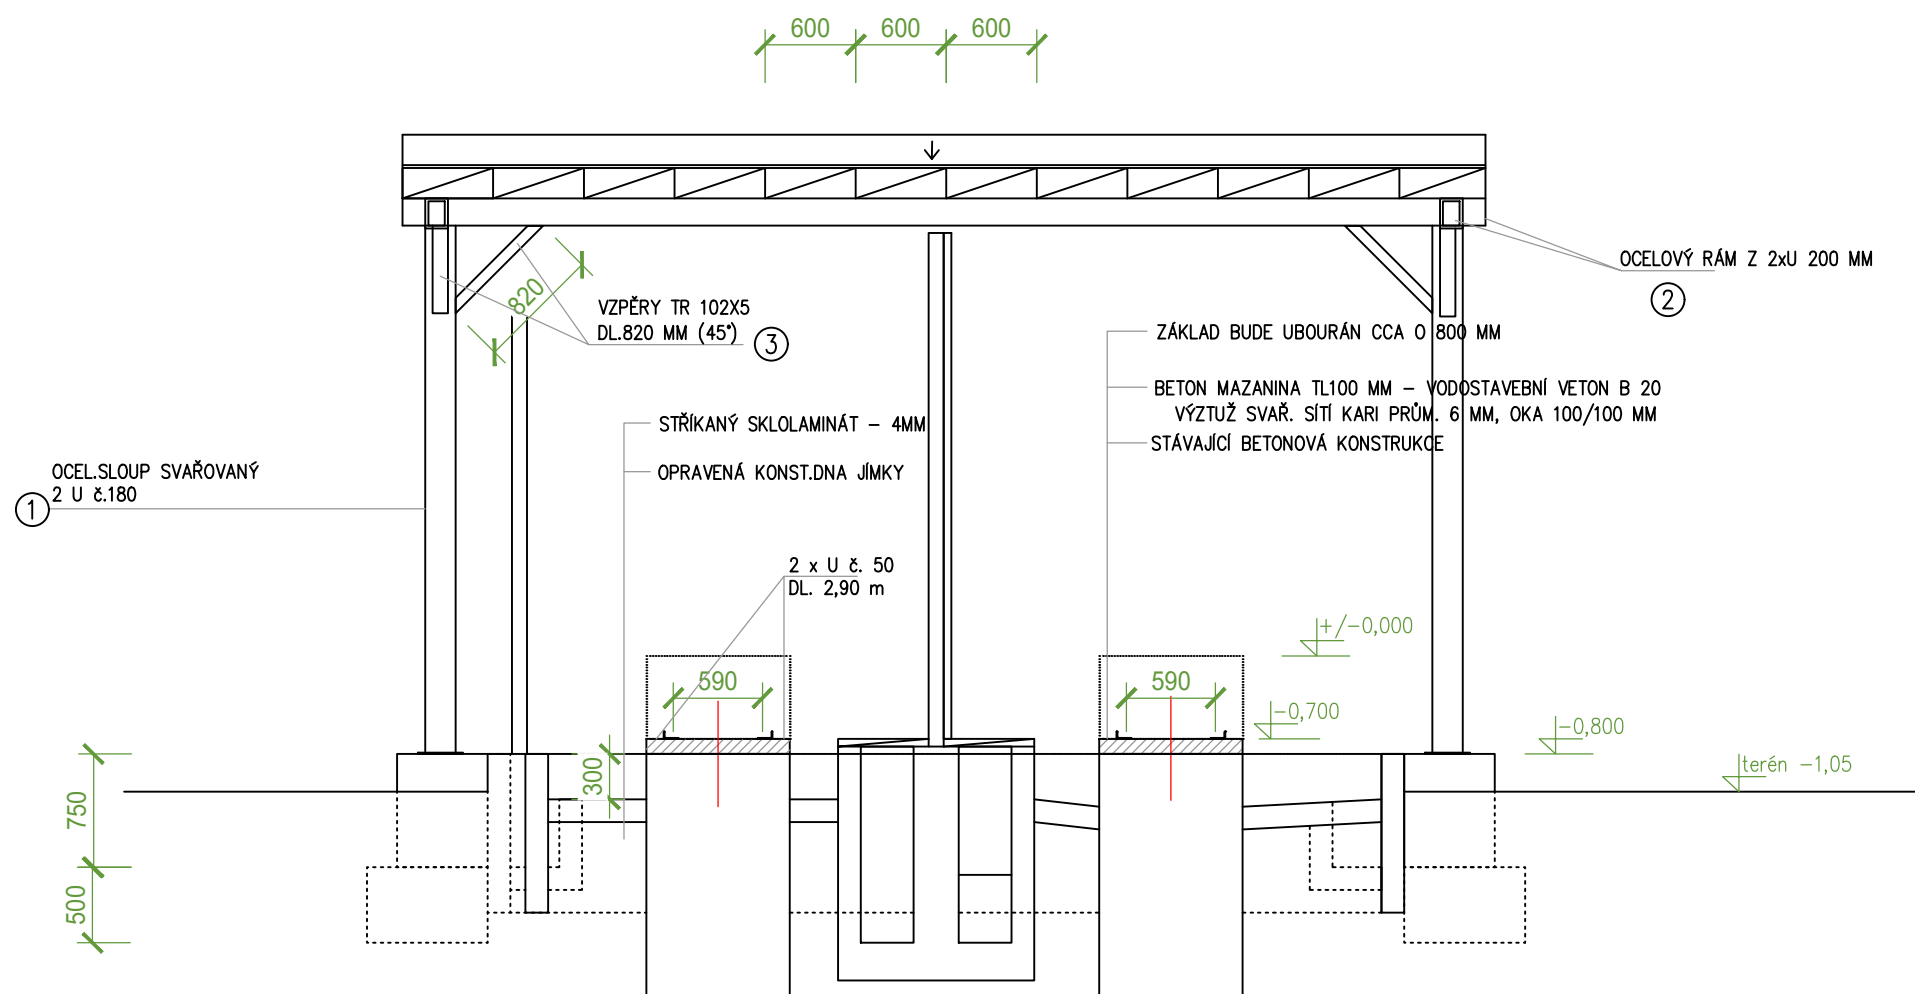 600 600 600
OCELOVÝ RÁM Z 2xU 200 MM
2
820
VZPĚRY TR 102X5
DL.820 MM (45°)
3
ZÁKLAD BUDE UBOURÁN CCA O 800 MM
BETON MAZANINA TL100 MM – VODOSTAVEBNÍ VETON B 20
VÝZTUŽ SVAŘ. SÍTÍ KARI PRŮM. 6 MM, OKA 100/100 MM
STÁVAJÍCÍ BETONOVÁ KONSTRUKCE
STŘÍKANÝ SKLOLAMINÁT – 4MM
OPRAVENÁ KONST.DNA JÍMKY
OCEL.SLOUP SVAŘOVANÝ
2 U č.180
1
2 x U č. 50
DL. 2,90 m
+/-0,000
590
590
-0,700
-0,800
terén -1,05
300
750
500